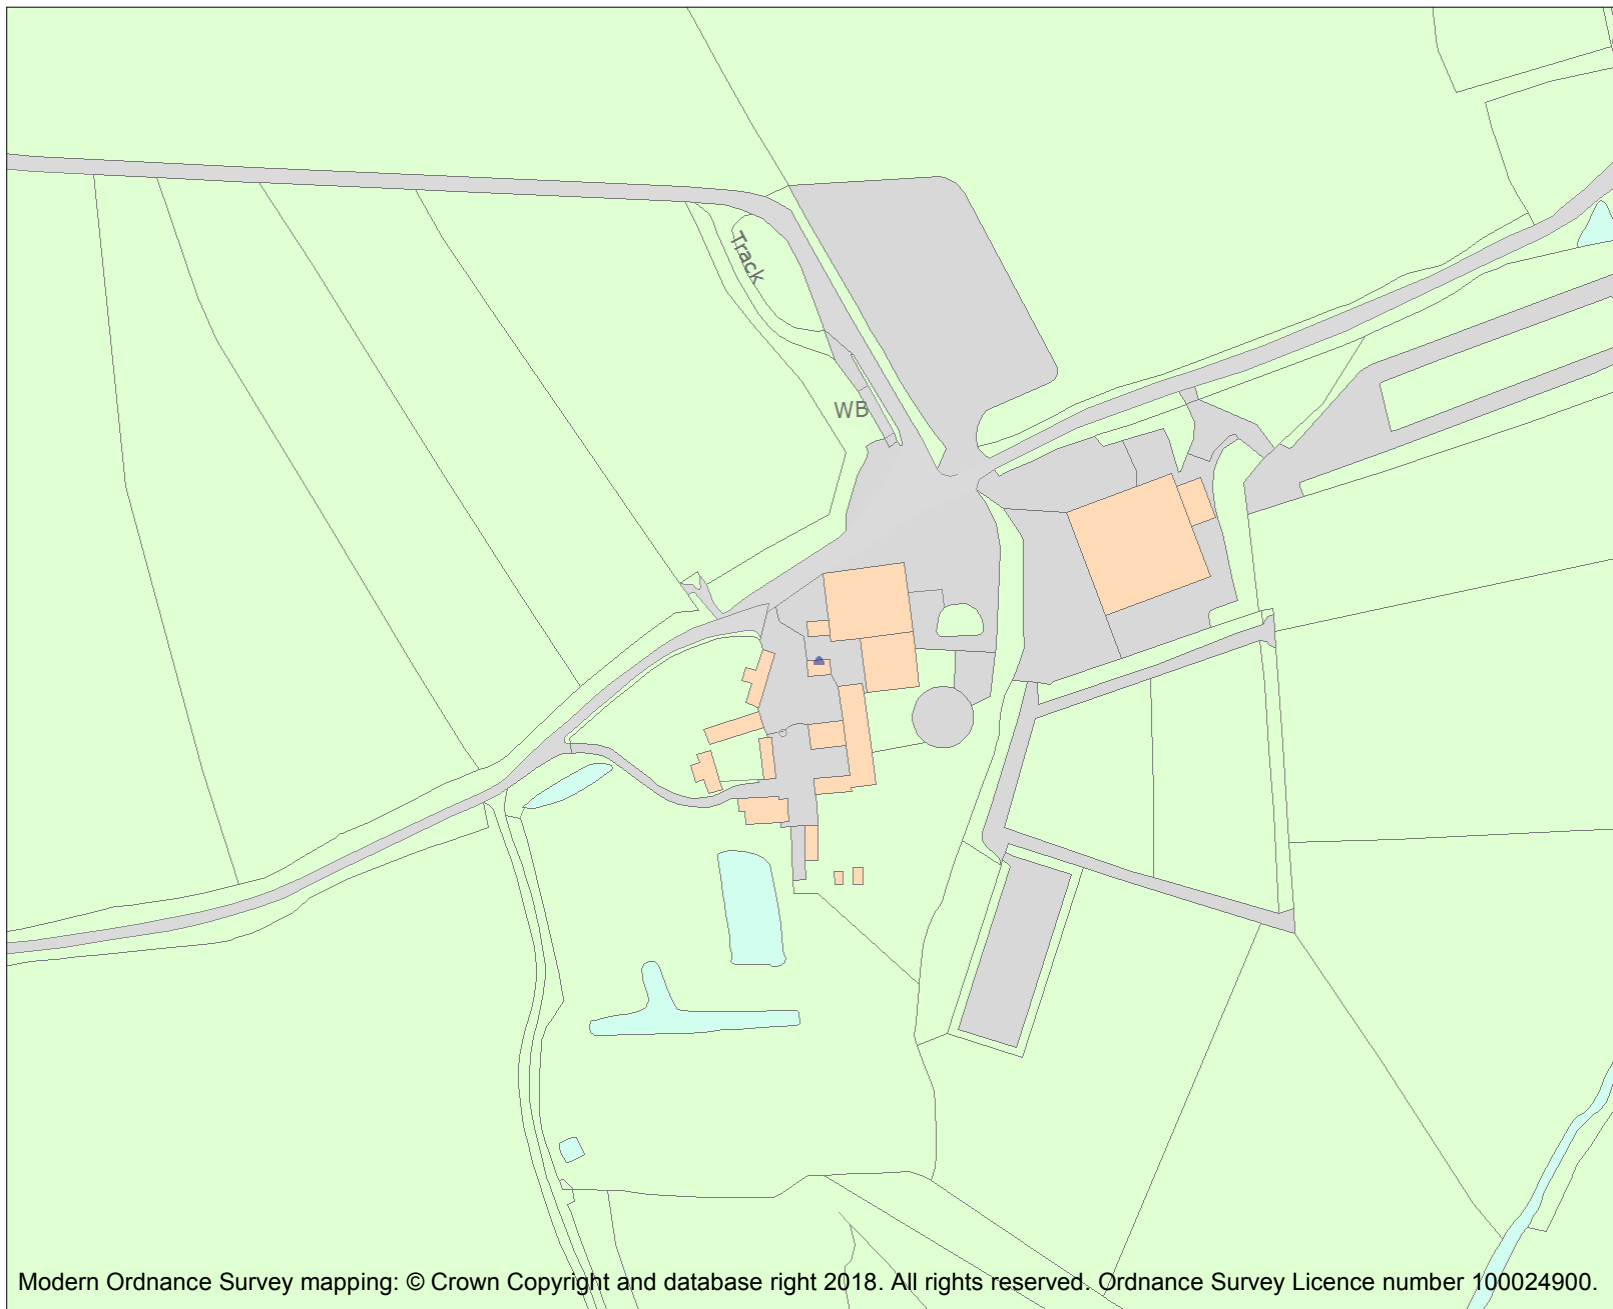 Track
WB
Modern Ordnance Survey mapping: © Crown Copyright and database right 2018. All rights reserved. Ordnance Survey Licence number 100024900.